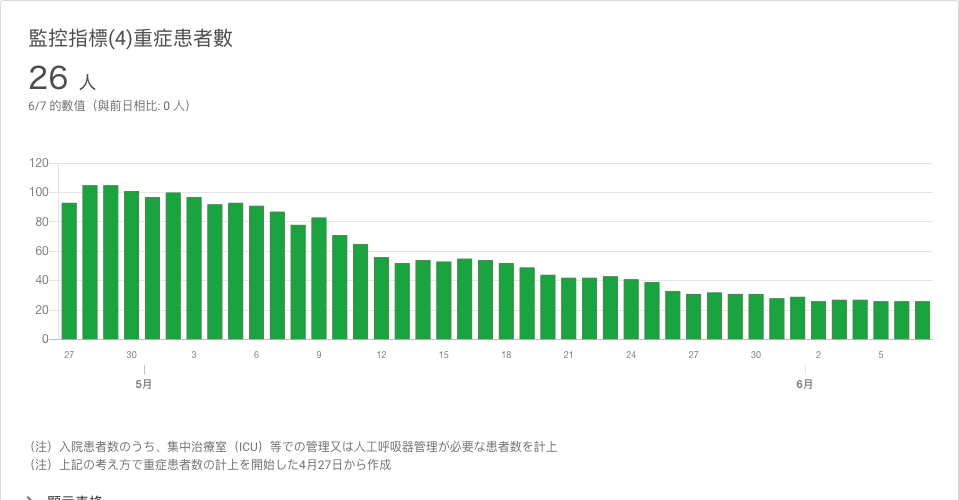 監控指標(4)重症患者數
26 人
6/7 的數值（與前日相比: 0 人）
120
100
80
60
40
20
0
27 30 3 6 9 12 15 18 21 24 27 30 2 5
5月 6月
（注）入院患者数のうち、集中治療室（ICU）等での管理又は人工呼吸器管理が必要な患者数を計上
（注）上記の考え方で重症患者数の計上を開始した4月27日から作成
顯示表格